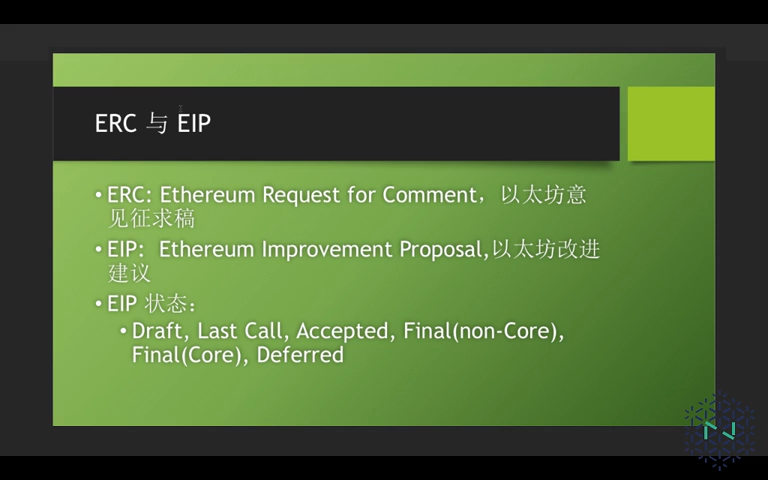 ERC 与 EIP
• ERC: Ethereum Request for Comment，以太坊意
见征求稿
• EIP:  Ethereum Improvement Proposal,以太坊改进
建议
• EIP 状态：
• Draft, Last Call, Accepted, Final(non-Core),
Final(Core), Deferred